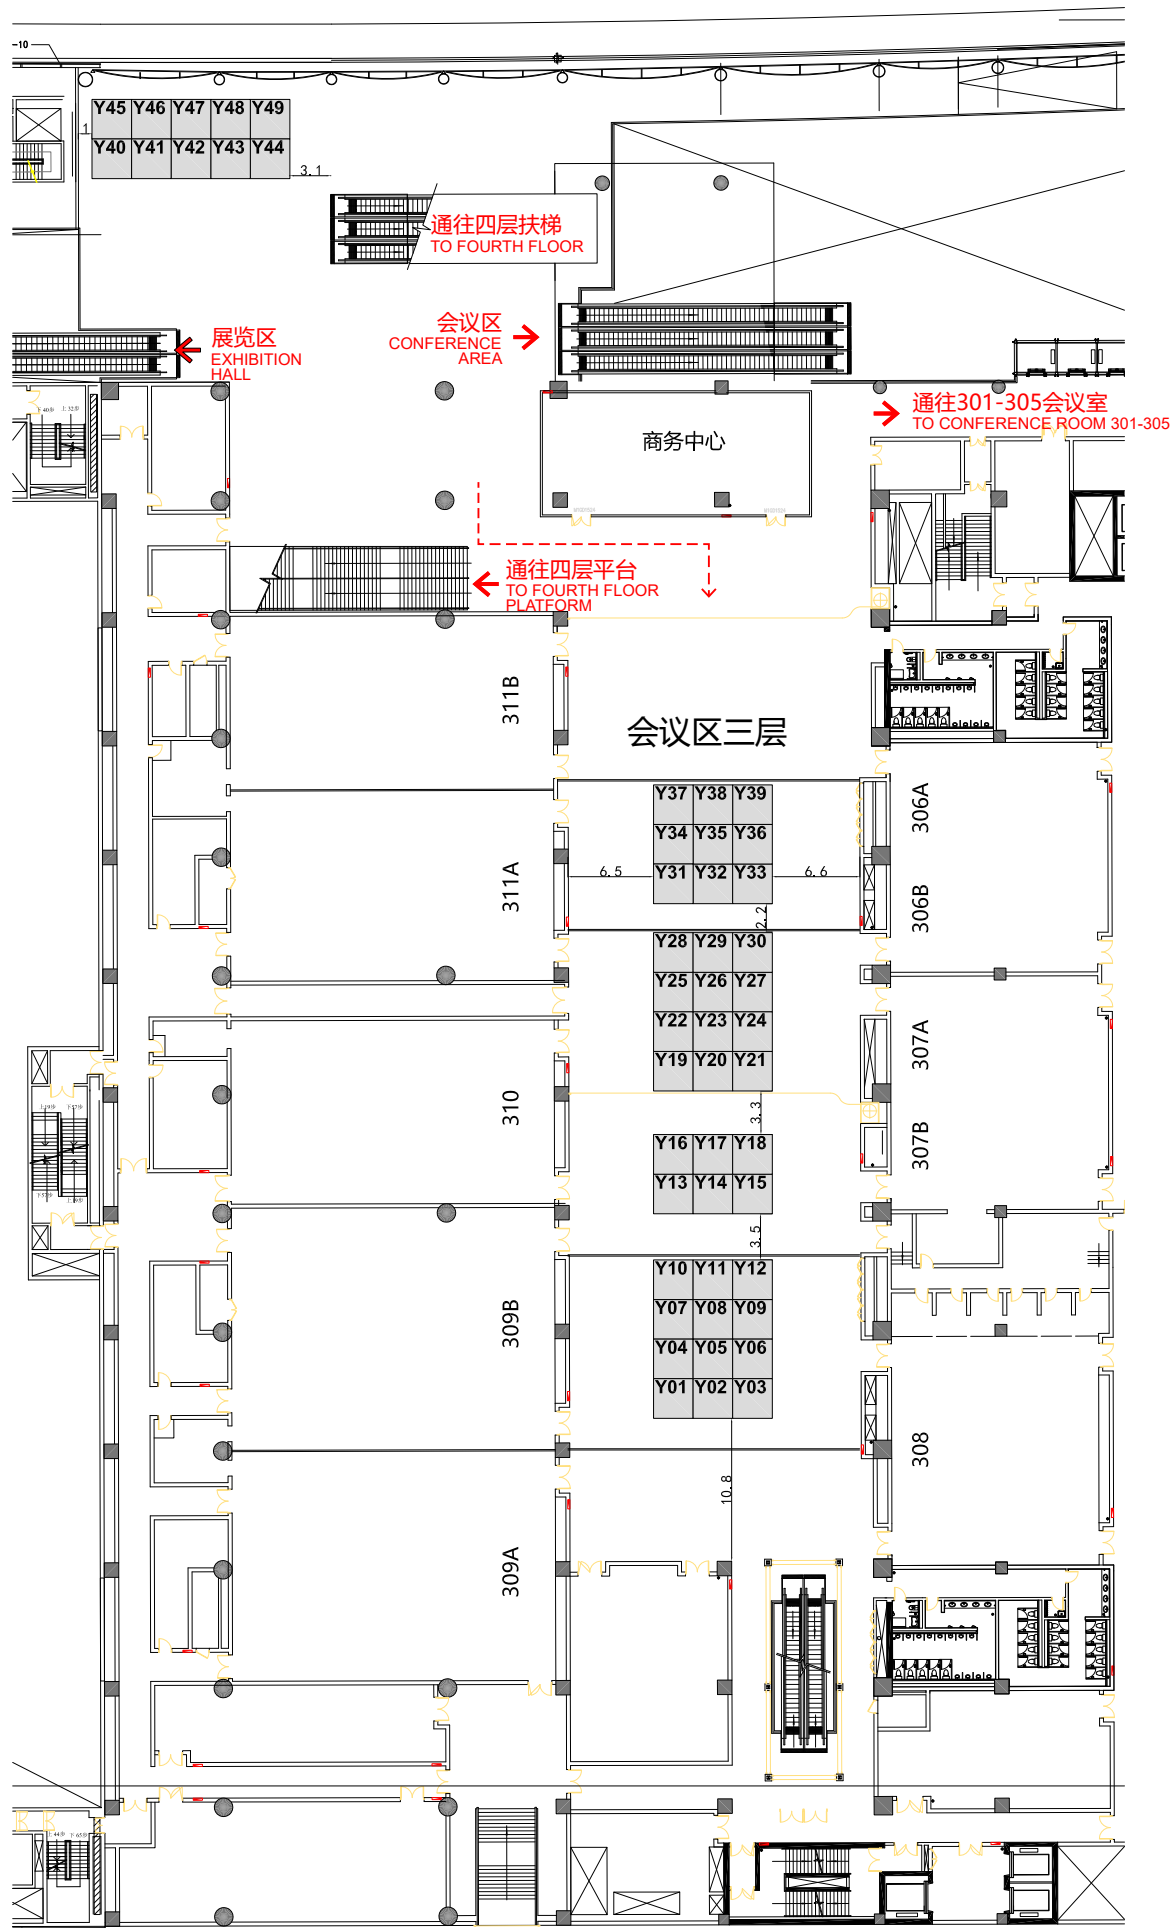 -10
Y45 Y46 Y47 Y48 Y49
1
Y40 Y41 Y42 Y43 Y44
3.1
通往四层扶梯
TO FOURTH FLOOR
展览区
EXHIBITION
HALL
会议区
CONFERENCE
AREA
通往301-305会议室
TO CONFERENCE ROOM 301-305
商务中心
通往四层平台
TO FOURTH FLOOR
PLATFORM
311B
会议区三层
306A
Y37 Y38 Y39
Y34 Y35 Y36
Y31 Y32 Y33
6.5
6.6
311A
306B
2.2
Y28 Y29 Y30
Y25 Y26 Y27
Y22 Y23 Y24
Y19 Y20 Y21
307A
310
3.3
307B
Y16 Y17 Y18
Y13 Y14 Y15
3.5
Y10 Y11 Y12
Y07 Y08 Y09
Y04 Y05 Y06
Y01 Y02 Y03
309B
308
10.8
309A